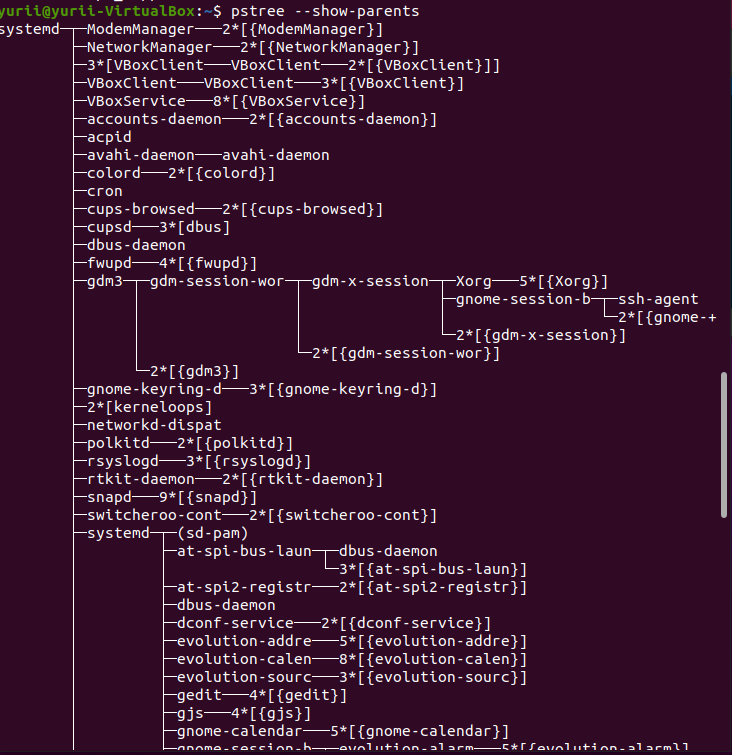 yurii@yurii-VirtualBox:~$ pstree --show-parents
systemd─┬─ModemManager───2*[{ModemManager}]
        ├─NetworkManager───2*[{NetworkManager}]
        ├─3*[VBoxClient───VBoxClient───2*[{VBoxClient}]]
        ├─VBoxClient───VBoxClient───3*[{VBoxClient}]
        ├─VBoxService───8*[{VBoxService}]
        ├─accounts-daemon───2*[{accounts-daemon}]
        ├─acpid
        ├─avahi-daemon───avahi-daemon
        ├─colord───2*[{colord}]
        ├─cron
        ├─cups-browsed───2*[{cups-browsed}]
        ├─cupsd───3*[dbus]
        ├─dbus-daemon
        ├─fwupd───4*[{fwupd}]
        ├─gdm3─┬─gdm-session-wor─┬─gdm-x-session─┬─Xorg───5*[{Xorg}]
        │      │                 │               ├─gnome-session-b─┬─ssh-agent
        │      │                 │               │                 └─2*[{gnome-+
        │      │                 │               └─2*[{gdm-x-session}]
        │      │                 └─2*[{gdm-session-wor}]
        │      └─2*[{gdm3}]
        ├─gnome-keyring-d───3*[{gnome-keyring-d}]
        ├─2*[kerneloops]
        ├─networkd-dispat
        ├─polkitd───2*[{polkitd}]
        ├─rsyslogd───3*[{rsyslogd}]
        ├─rtkit-daemon───2*[{rtkit-daemon}]
        ├─snapd───9*[{snapd}]
        ├─switcheroo-cont───2*[{switcheroo-cont}]
        ├─systemd─┬─(sd-pam)
        │         ├─at-spi-bus-laun─┬─dbus-daemon
        │         │                 └─3*[{at-spi-bus-laun}]
        │         ├─at-spi2-registr───2*[{at-spi2-registr}]
        │         ├─dbus-daemon
        │         ├─dconf-service───2*[{dconf-service}]
        │         ├─evolution-addre───5*[{evolution-addre}]
        │         ├─evolution-calen───8*[{evolution-calen}]
        │         ├─evolution-sourc───3*[{evolution-sourc}]
        │         ├─gedit───4*[{gedit}]
        │         ├─gjs───4*[{gjs}]
        │         ├─gnome-calendar───5*[{gnome-calendar}]
        │         ├─gnome-session-b─┬─evolution-alarm───5*[{evolution-alarm}]